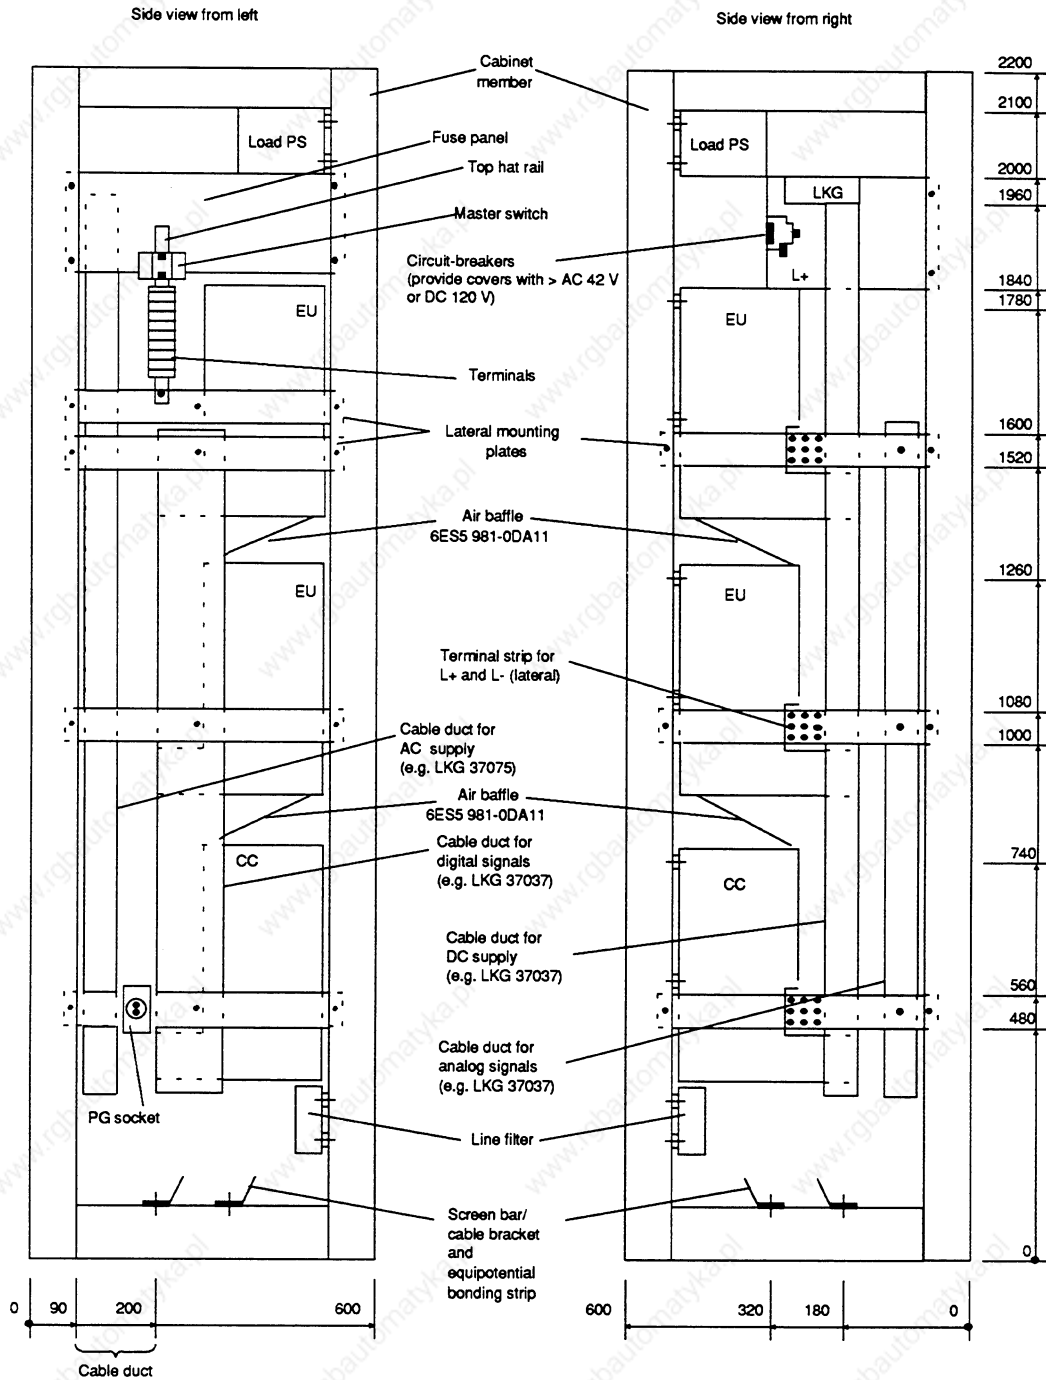 Side view from left
Side view from right
Cabinet
member
Load PS
Fuse panel
Top hat rail
Master switch
Circuit-breakers
(provide covers with > AC 42 V
or DC 120 V)
EU
Terminals
Lateral mounting
plates
Air baffle
6ES5 981-0DA11
EU
Terminal strip for
L+ and L- (lateral)
Cable duct for
AC supply
(e.g. LKG 37075)
Air baffle
6ES5 981-0DA11
CC
Cable duct for
digital signals
(e.g. LKG 37037)
Cable duct for
DC supply
(e.g. LKG 37037)
Cable duct for
analog signals
(e.g. LKG 37037)
PG socket
Line filter
Screen bar/
cable bracket
and
equipotential
bonding strip
Load PS
LKG
L+
EU
EU
CC
2200
2100
2000
1960
1840
1780
1600
1520
1260
1080
1000
740
560
480
0
0 90 200 600
Cable duct
600 320 180 0
www.rgbautomatyka.pl